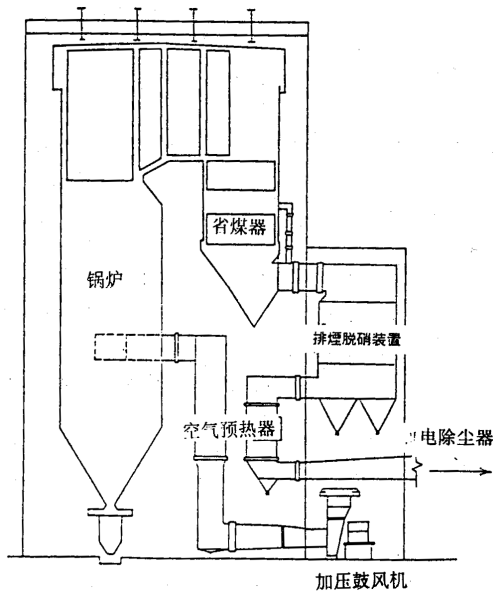 省煤器
锅炉
排煙脱硝装置
空气预热器
电除尘器
加压鼓风机